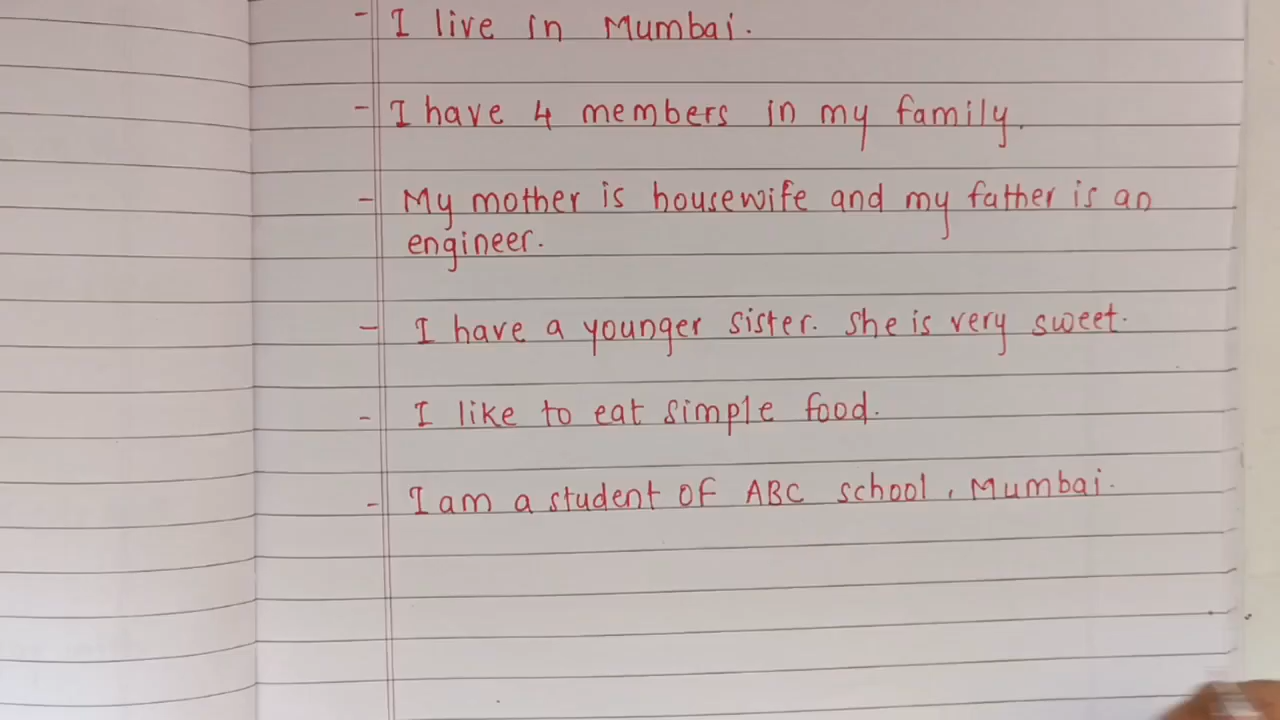 - I live in Mumbai.
- I have 4 members in my family.
- My mother is housewife and my father is an
engineer.
- I have a younger sister. She is very sweet.
- I like to eat simple food.
- I am a student of ABC school, Mumbai.